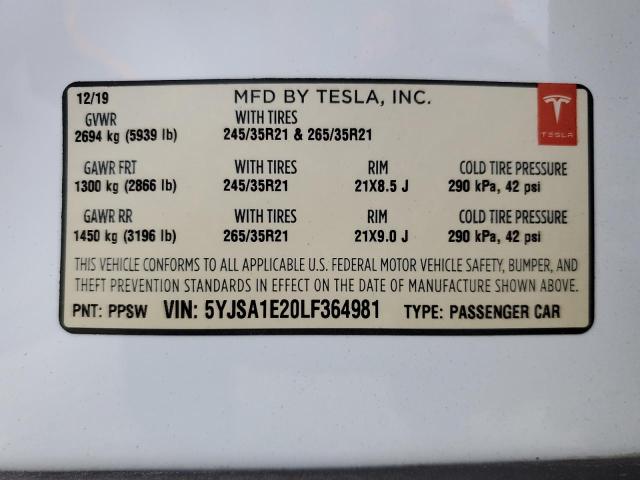 12/19 MFD BY TESLA, INC.
GVWR WITH TIRES
2694 kg (5939 lb) 245/35R21 & 265/35R21
TESLA
GAWR FRT WITH TIRES RIM COLD TIRE PRESSURE
1300 kg (2866 lb) 245/35R21 21X8.5 J 290 kPa, 42 psi
GAWR RR WITH TIRES RIM COLD TIRE PRESSURE
1450 kg (3196 lb) 265/35R21 21X9.0 J 290 kPa, 42 psi
THIS VEHICLE CONFORMS TO ALL APPLICABLE U.S. FEDERAL MOTOR VEHICLE SAFETY, BUMPER, AND
THEFT PREVENTION STANDARDS IN EFFECT ON THE DATE OF MANUFACTURE SHOWN ABOVE.
PNT: PPSW VIN: 5YJSA1E20LF364981 TYPE: PASSENGER CAR